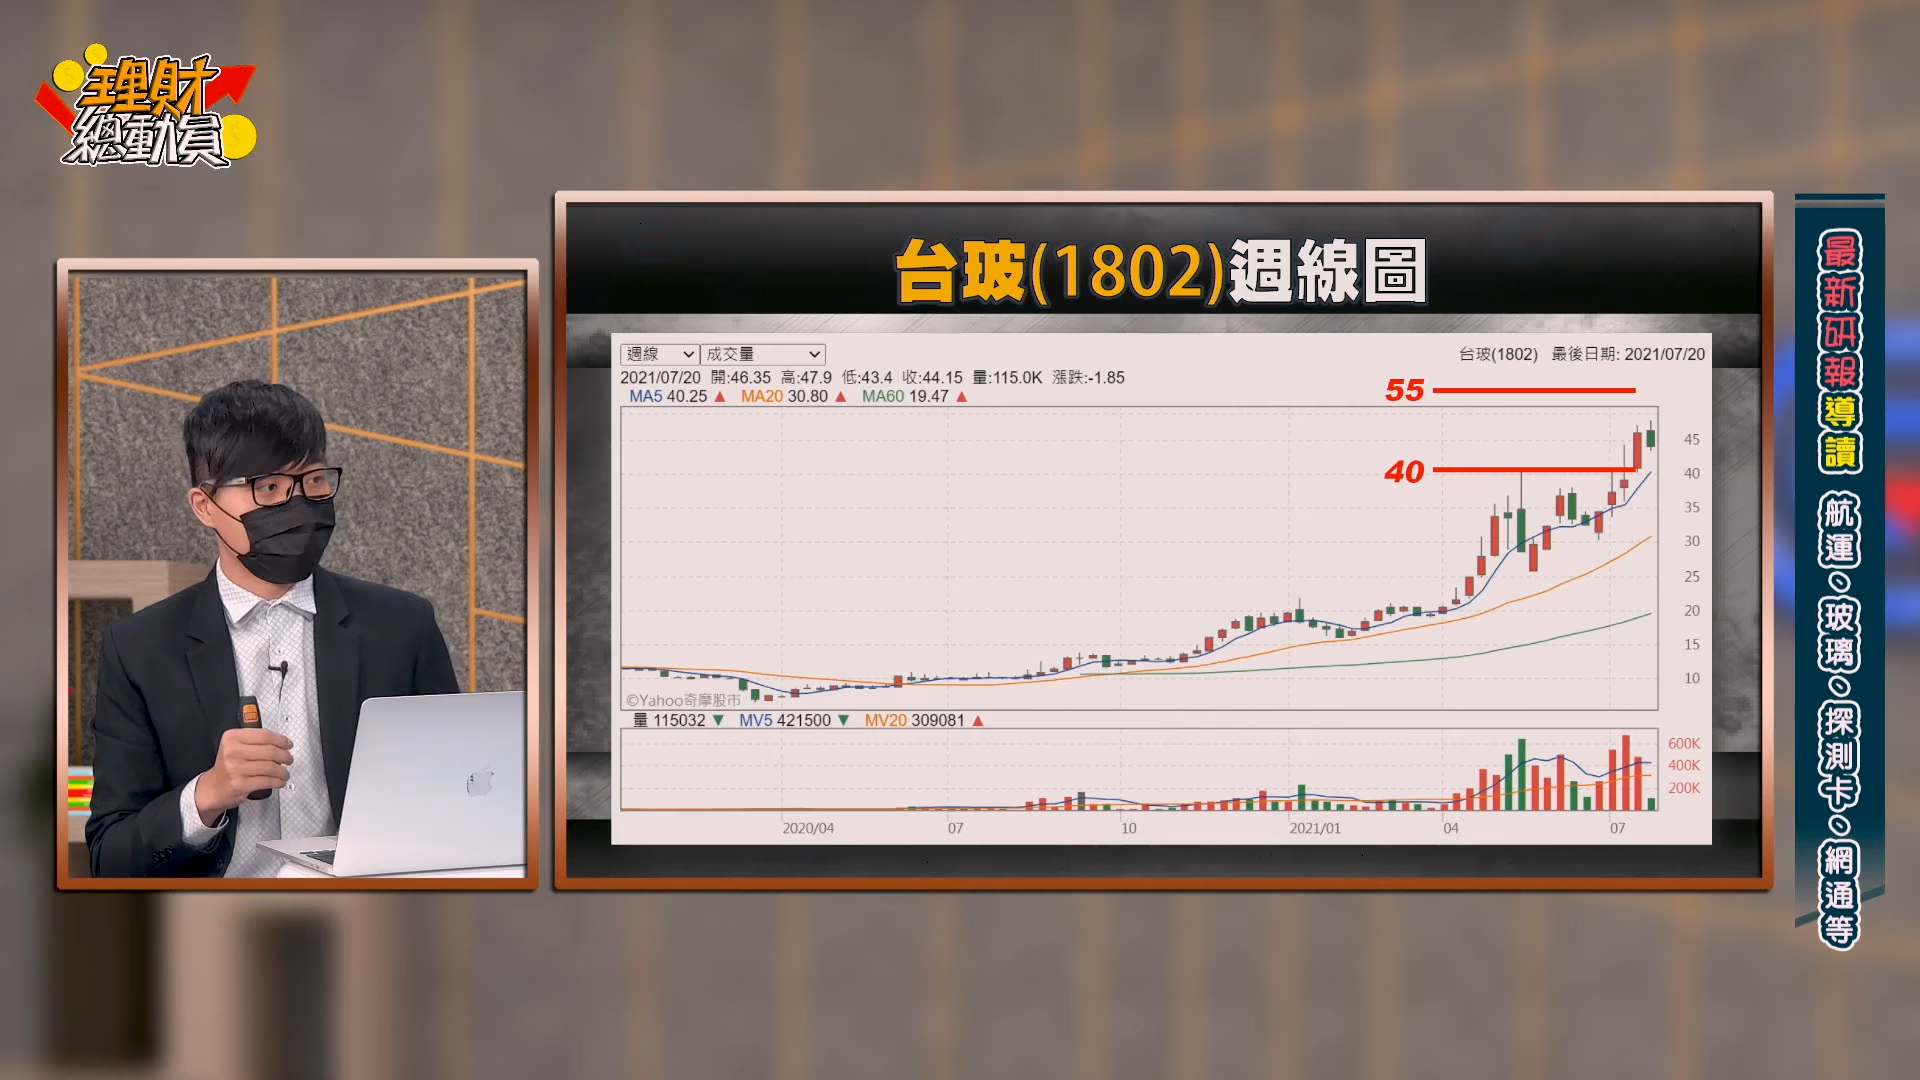 理財
總動員
台玻(1802)週線圖
週線 成交量
台玻(1802) 最後日期: 2021/07/20
2021/07/20 開:46.35 高:47.9 低:43.4 收:44.15 量:115.0K 漲跌:-1.85
MA5 40.25 ▲ MA20 30.80 ▲ MA60 19.47 ▲
55
40
45
40
35
30
25
20
15
10
©Yahoo奇摩股市
量 115032 ▼ MV5 421500 ▼ MV20 309081 ▲
600K
400K
200K
2020/04 07 10 2021/01 04 07
最新研報導讀 航運。玻璃。探測卡。網通等